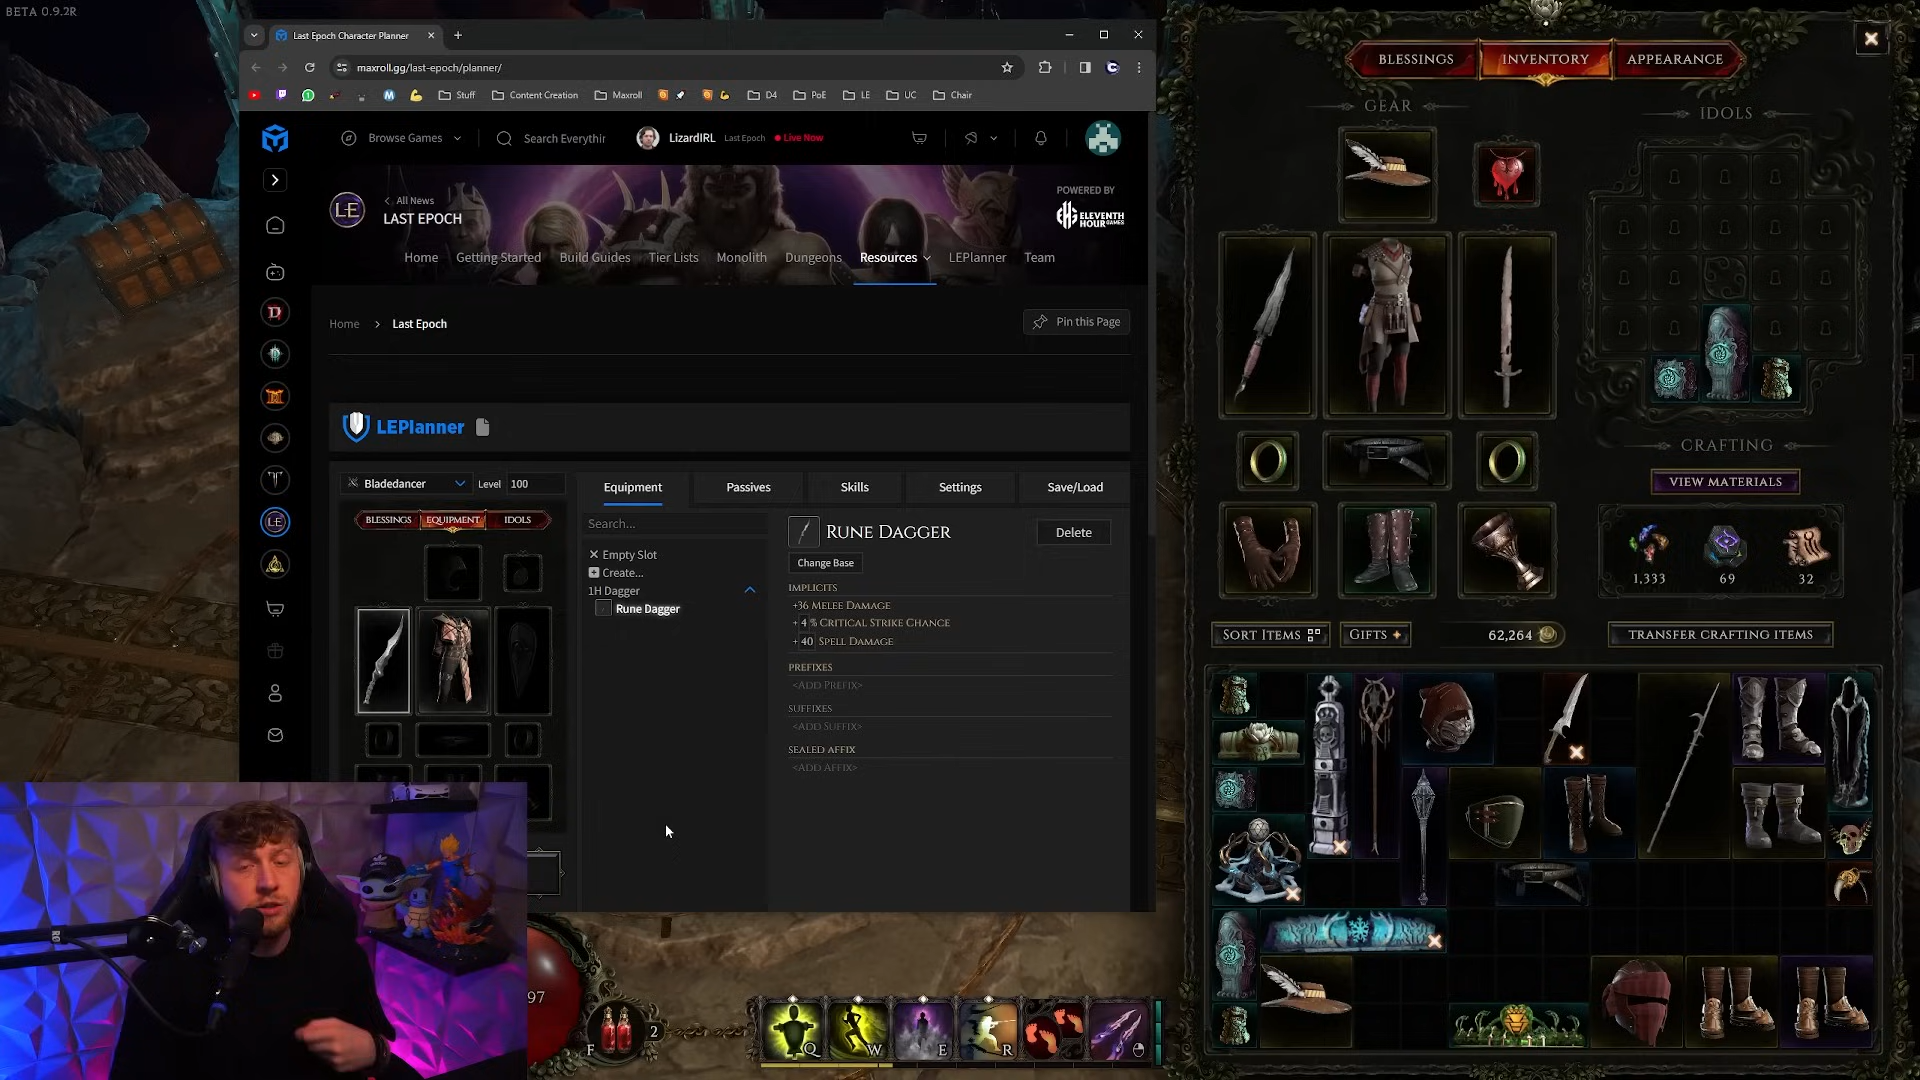 BETA 0.9.2R
Last Epoch Character Planner
maxroll.gg/last-epoch/planner/
Stuff
Content Creation
Maxroll
D4
PoE
LE
UC
Chair
Browse Games
Search Everythir
LizardIRL
Last Epoch
Live Now
All News
LE
LAST EPOCH
POWERED BY
ELEVENTH
HOURGAMES
Home
Getting Started
Build Guides
Tier Lists
Monolith
Dungeons
Resources
LEPlanner
Team
Home > Last Epoch
Pin this Page
LEPlanner
Bladedancer
Level
100
Equipment
Passives
Skills
Settings
Save/Load
BLESSINGS
EQUIPMENT
IDOLS
Search...
Empty Slot
Create...
1H Dagger
Rune Dagger
RUNE DAGGER
Delete
Change Base
IMPLICITS
+36 MELEE DAMAGE
+ 4 % CRITICAL STRIKE CHANCE
+ 40 SPELL DAMAGE
PREFIXES
<ADD PREFIX>
SUFFIXES
<ADD SUFFIX>
SEALED AFFIX
<ADD AFFIX>
LE
BLESSINGS
INVENTORY
APPEARANCE
GEAR
IDOLS
CRAFTING
VIEW MATERIALS
1,333
69
32
SORT ITEMS
GIFTS
62,264
TRANSFER CRAFTING ITEMS
97
F
2
Q
W
E
R